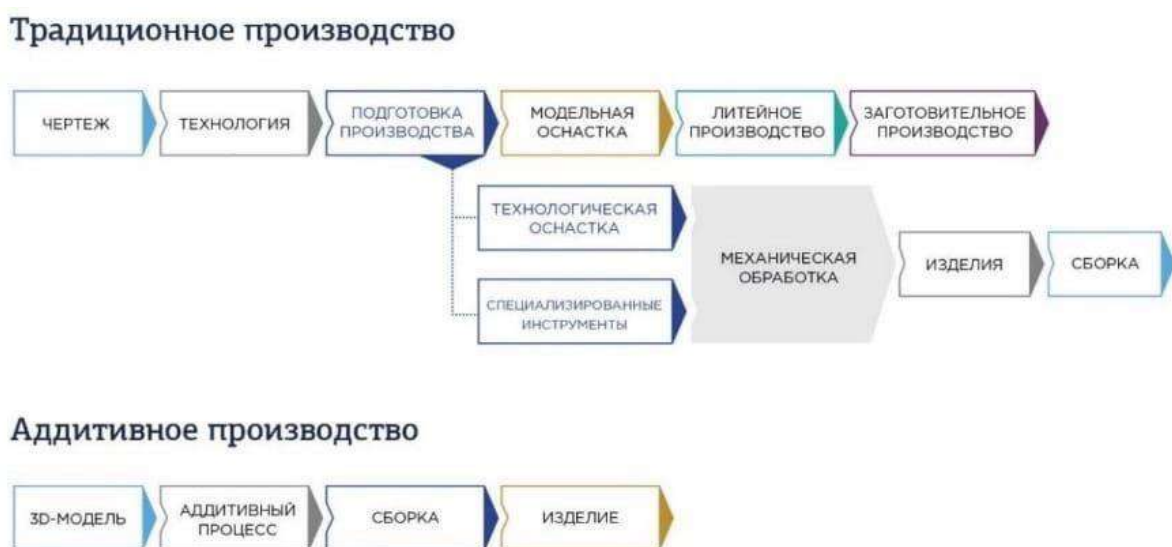 Традиционное производство
ЧЕРТЕЖ
ТЕХНОЛОГИЯ
ПОДГОТОВКА
ПРОИЗВОДСТВА
МОДЕЛЬНАЯ
ОСНАСТКА
ЛИТЕЙНОЕ
ПРОИЗВОДСТВО
ЗАГОТОВИТЕЛЬНОЕ
ПРОИЗВОДСТВО
ТЕХНОЛОГИЧЕСКАЯ
ОСНАСТКА
СПЕЦИАЛИЗИРОВАННЫЕ
ИНСТРУМЕНТЫ
МЕХАНИЧЕСКАЯ
ОБРАБОТКА
ИЗДЕЛИЯ
СБОРКА
Аддитивное производство
3D-МОДЕЛЬ
АДДИТИВНЫЙ
ПРОЦЕСС
СБОРКА
ИЗДЕЛИЕ